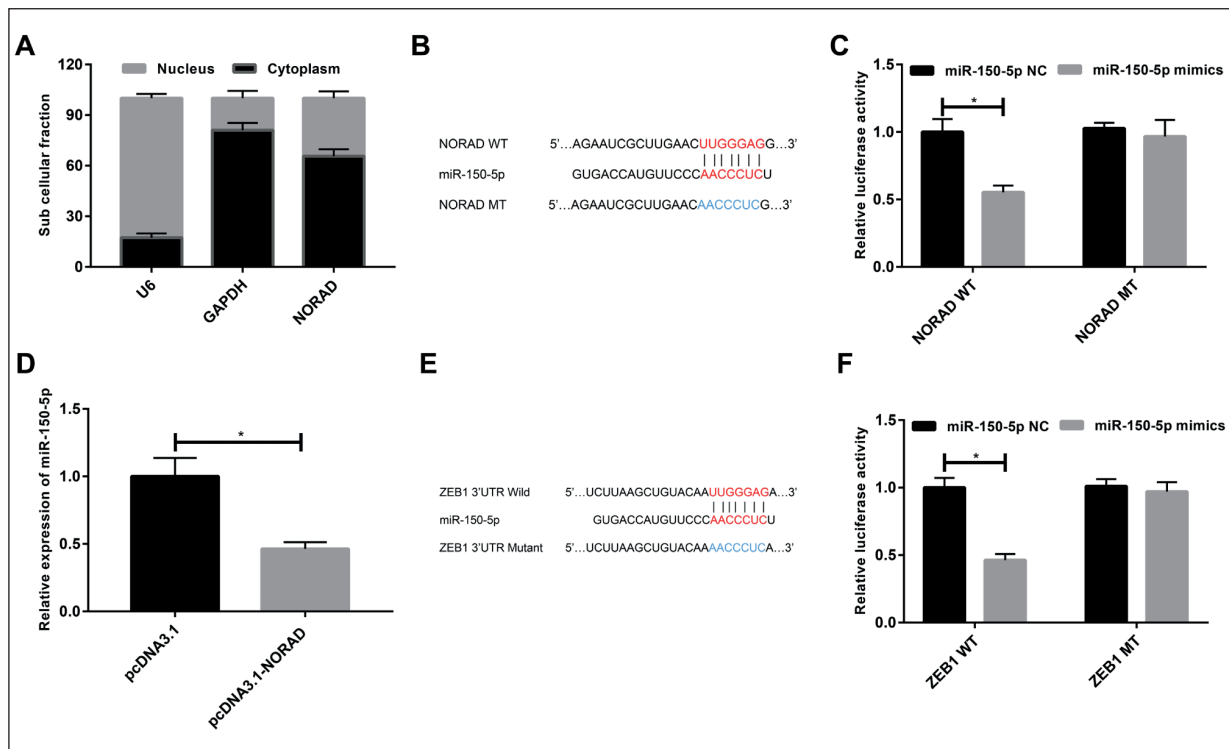 A
Nucleus
Cytoplasm
Sub cellular fraction
120
90
60
30
0
U6
GAPDH
NORAD
B
NORAD WT 5'...AGAAUCGCUUGAACUUGGGAGG...3'
miR-150-5p GUGACCAUGUUCCCAACCCUCU
NORAD MT 5'...AGAAUCGCUUGAACAACCCUCG...3'
C
miR-150-5p NC
miR-150-5p mimics
Relative luciferase activity
1.5
1.0
0.5
0.0
*
NORAD WT
NORAD MT
D
Relative expression of miR-150-5p
1.5
1.0
0.5
0.0
*
pcDNA3.1
pcDNA3.1-NORAD
E
ZEB1 3'UTR Wild 5'...UCUUAAGCUGUACAAUUGGGAGA...3'
miR-150-5p GUGACCAUGUUCCCAACCCUCU
ZEB1 3'UTR Mutant 5'...UCUUAAGCUGUACAAAACCCUCA...3'
F
miR-150-5p NC
miR-150-5p mimics
Relative luciferase activity
1.5
1.0
0.5
0.0
*
ZEB1 WT
ZEB1 MT